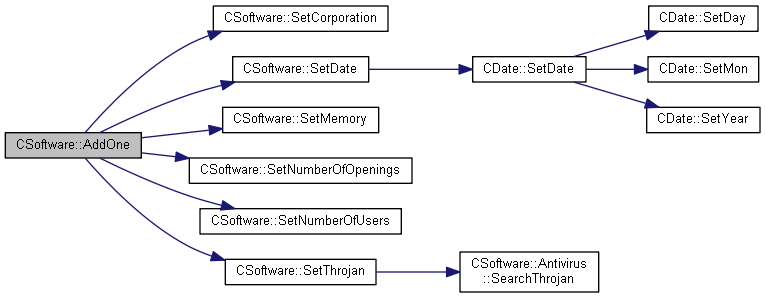 CSoftware::AddOne
CSoftware::SetCorporation
CSoftware::SetDate
CSoftware::SetMemory
CSoftware::SetNumberOfOpenings
CSoftware::SetNumberOfUsers
CSoftware::SetThrojan
CDate::SetDate
CSoftware::Antivirus
::SearchThrojan
CDate::SetDay
CDate::SetMon
CDate::SetYear